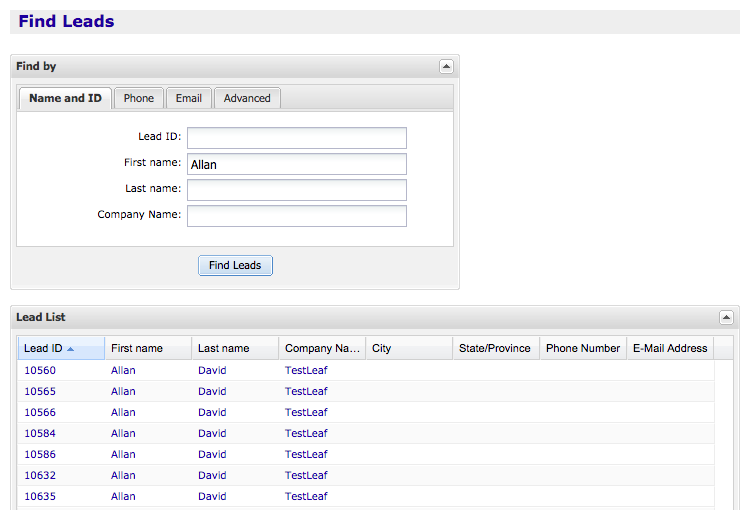 Find Leads
Find by
Name and ID Phone Email Advanced
Lead ID:
First name: Allan
Last name:
Company Name:
Find Leads
Lead List
Lead ID First name Last name Company Na... City State/Province Phone Number E-Mail Address
10560 Allan David TestLeaf
10565 Allan David TestLeaf
10566 Allan David TestLeaf
10584 Allan David TestLeaf
10586 Allan David TestLeaf
10632 Allan David TestLeaf
10635 Allan David TestLeaf